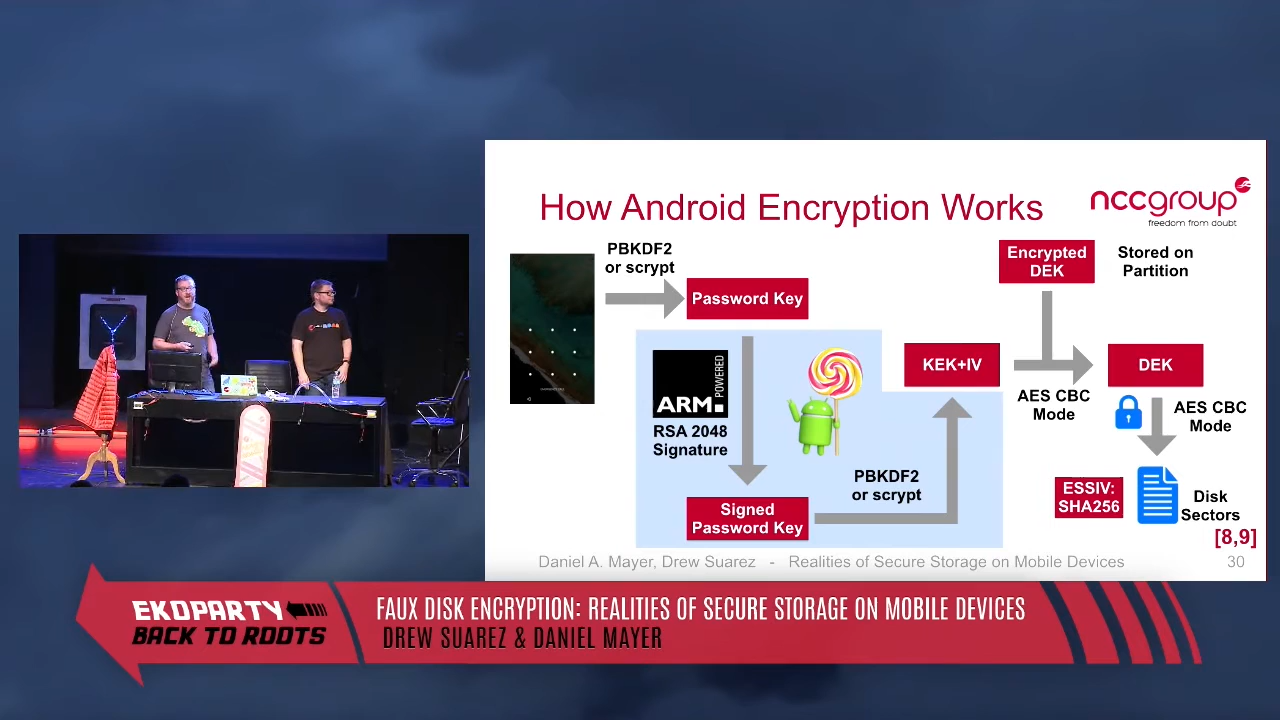 How Android Encryption Works
nccgroup
freedom from doubt
PBKDF2
or scrypt
Password Key
ARM
POWERED
RSA 2048
Signature
Signed
Password Key
PBKDF2
or scrypt
KEK+IV
Encrypted
DEK
Stored on
Partition
AES CBC
Mode
DEK
AES CBC
Mode
ESSIV:
SHA256
Disk
Sectors
[8,9]
Daniel A. Mayer, Drew Suarez - Realities of Secure Storage on Mobile Devices
30
EKOPARTY
BACK TO ROOTS
FAUX DISK ENCRYPTION: REALITIES OF SECURE STORAGE ON MOBILE DEVICES
DREW SUAREZ & DANIEL MAYER